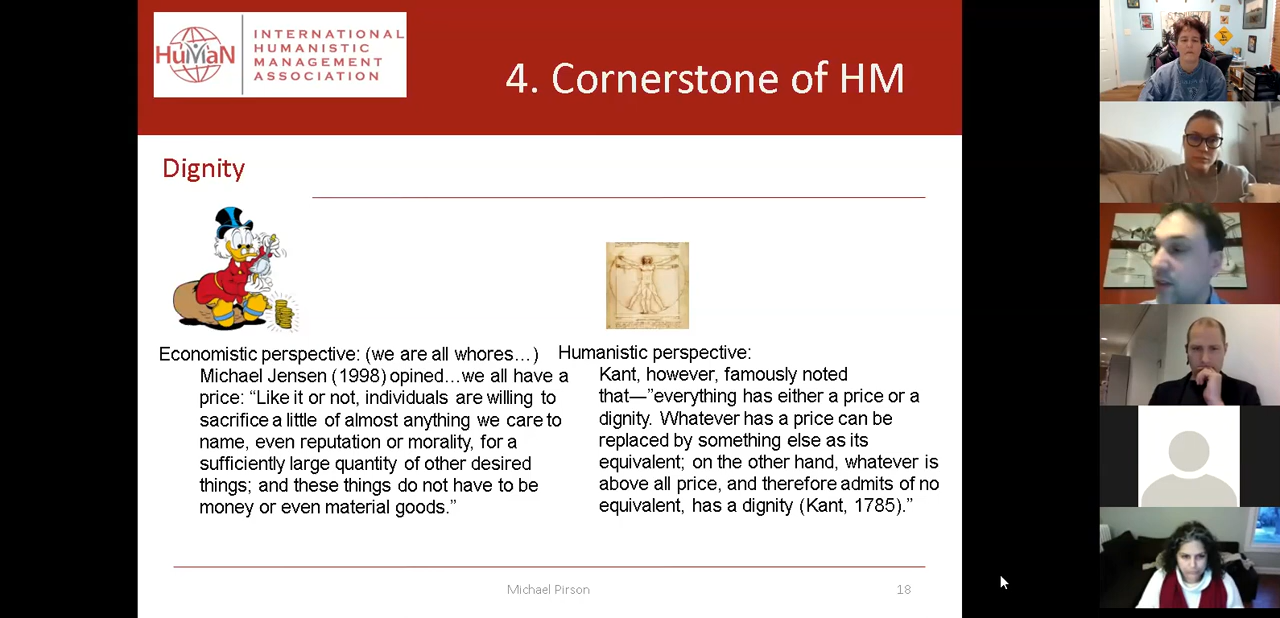 HUMAN
INTERNATIONAL
HUMANISTIC
MANAGEMENT
ASSOCIATION
4. Cornerstone of HM
Dignity
Economistic perspective: (we are all whores…)
Michael Jensen (1998) opined…we all have a
price: “Like it or not, individuals are willing to
sacrifice a little of almost anything we care to
name, even reputation or morality, for a
sufficiently large quantity of other desired
things; and these things do not have to be
money or even material goods.”
Humanistic perspective:
Kant, however, famously noted
that—”everything has either a price or a
dignity. Whatever has a price can be
replaced by something else as its
equivalent; on the other hand, whatever is
above all price, and therefore admits of no
equivalent, has a dignity (Kant, 1785).”
Michael Pirson
18